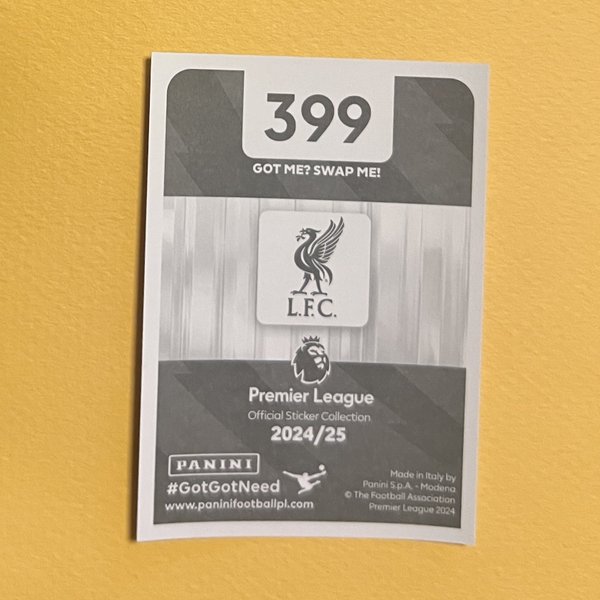 399
GOT ME? SWAP ME!
L.F.C.
Premier League
Official Sticker Collection
2024/25
PANINI
#GotGotNeed
www.paninifootballpl.com
Made in Italy by
Panini S.p.A. - Modena
© The Football Association
Premier League 2024